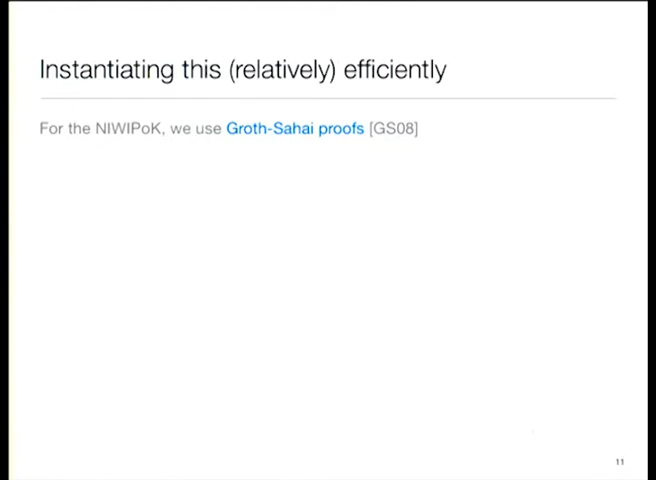 Instantiating this (relatively) efficiently
For the NIWIPoK, we use Groth-Sahai proofs [GS08]
11